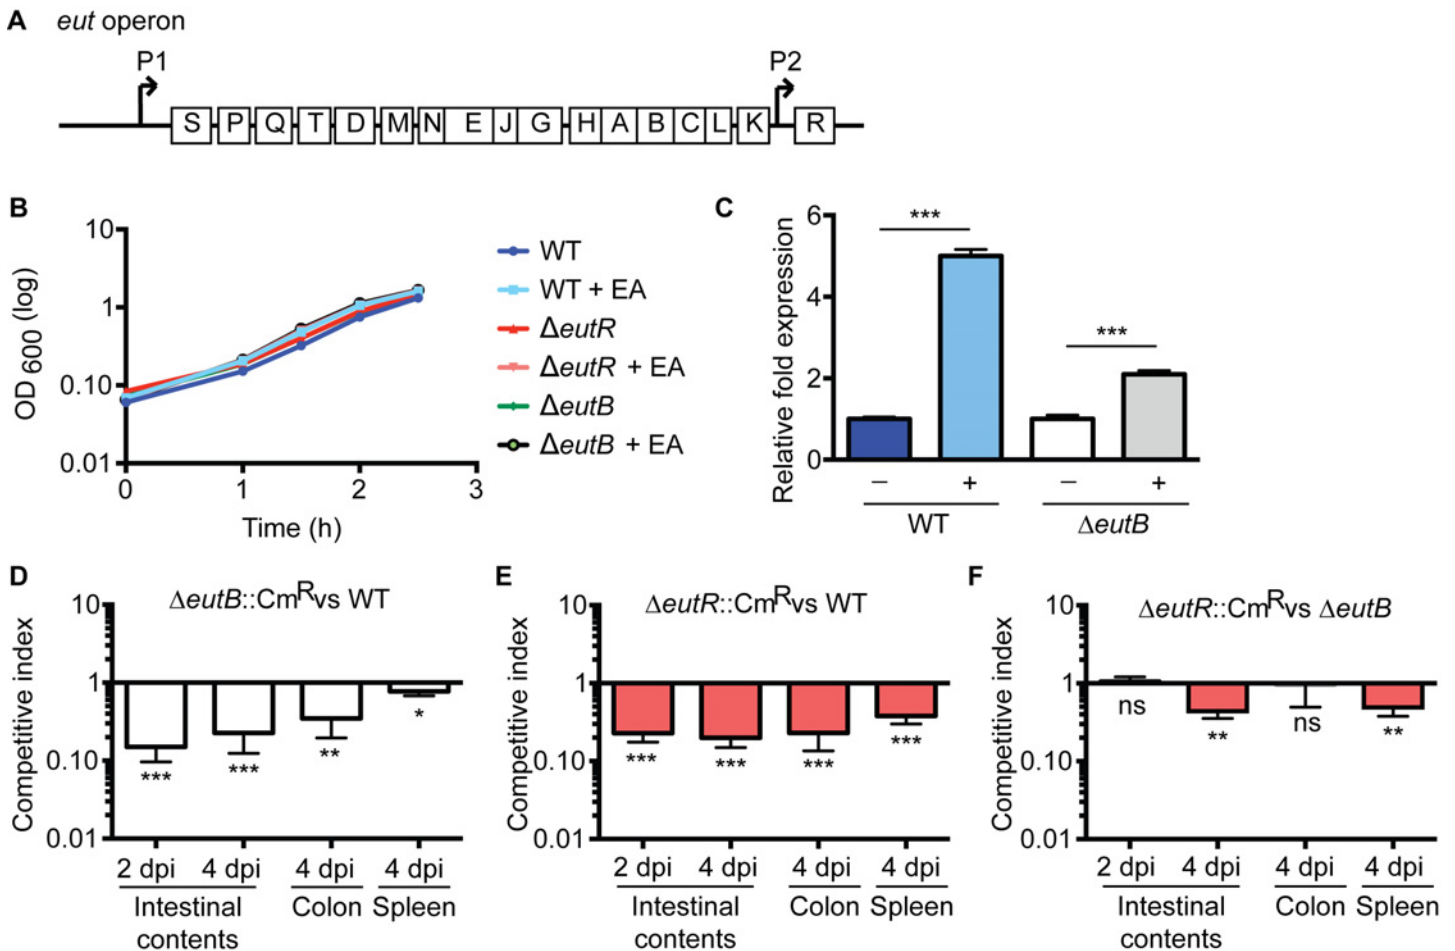 A eut operon
P1
P2
S P Q T D M N E J G H A B C L K R
B
OD 600 (log)
10
1
0.10
0.01
0 1 2 3
Time (h)
WT
WT + EA
ΔeutR
ΔeutR + EA
ΔeutB
ΔeutB + EA
C
Relative fold expression
6
4
2
0
***
***
– + – +
WT ΔeutB
D
ΔeutB::CmR vs WT
Competitive index
10
1
0.10
0.01
***
***
**
*
2 dpi 4 dpi 4 dpi 4 dpi
Intestinal Colon Spleen
contents
E
ΔeutR::CmR vs WT
Competitive index
10
1
0.10
0.01
***
***
***
***
2 dpi 4 dpi 4 dpi 4 dpi
Intestinal Colon Spleen
contents
F
ΔeutR::CmR vs ΔeutB
Competitive index
10
1
0.10
0.01
ns
**
ns
**
2 dpi 4 dpi 4 dpi 4 dpi
Intestinal Colon Spleen
contents